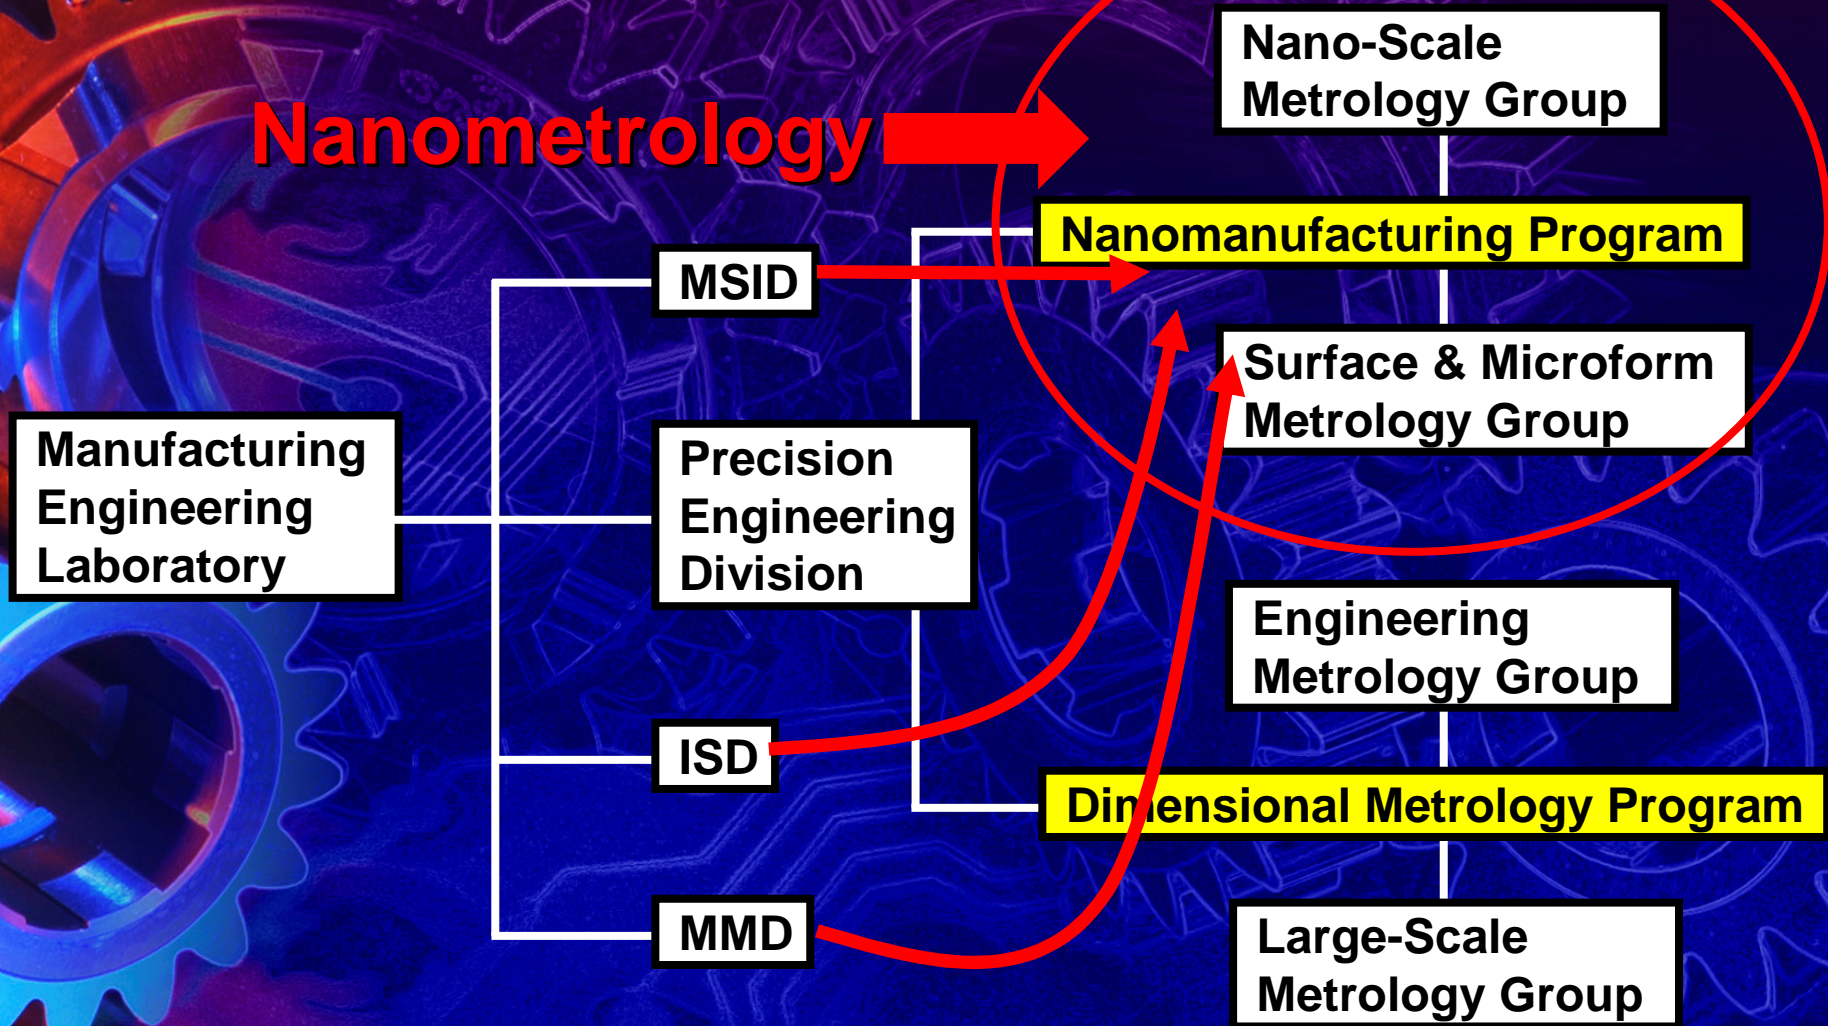 Nano-Scale
Metrology Group
Nanometrology
Nanomanufacturing Program
MSID
Surface & Microform
Metrology Group
Manufacturing
Engineering
Laboratory
Precision
Engineering
Division
Engineering
Metrology Group
ISD
Dimensional Metrology Program
MMD
Large-Scale
Metrology Group